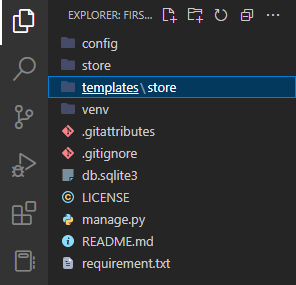 EXPLORER: FIRS...
config
store
templates\store
venv
.gitattributes
.gitignore
db.sqlite3
LICENSE
manage.py
README.md
requirement.txt